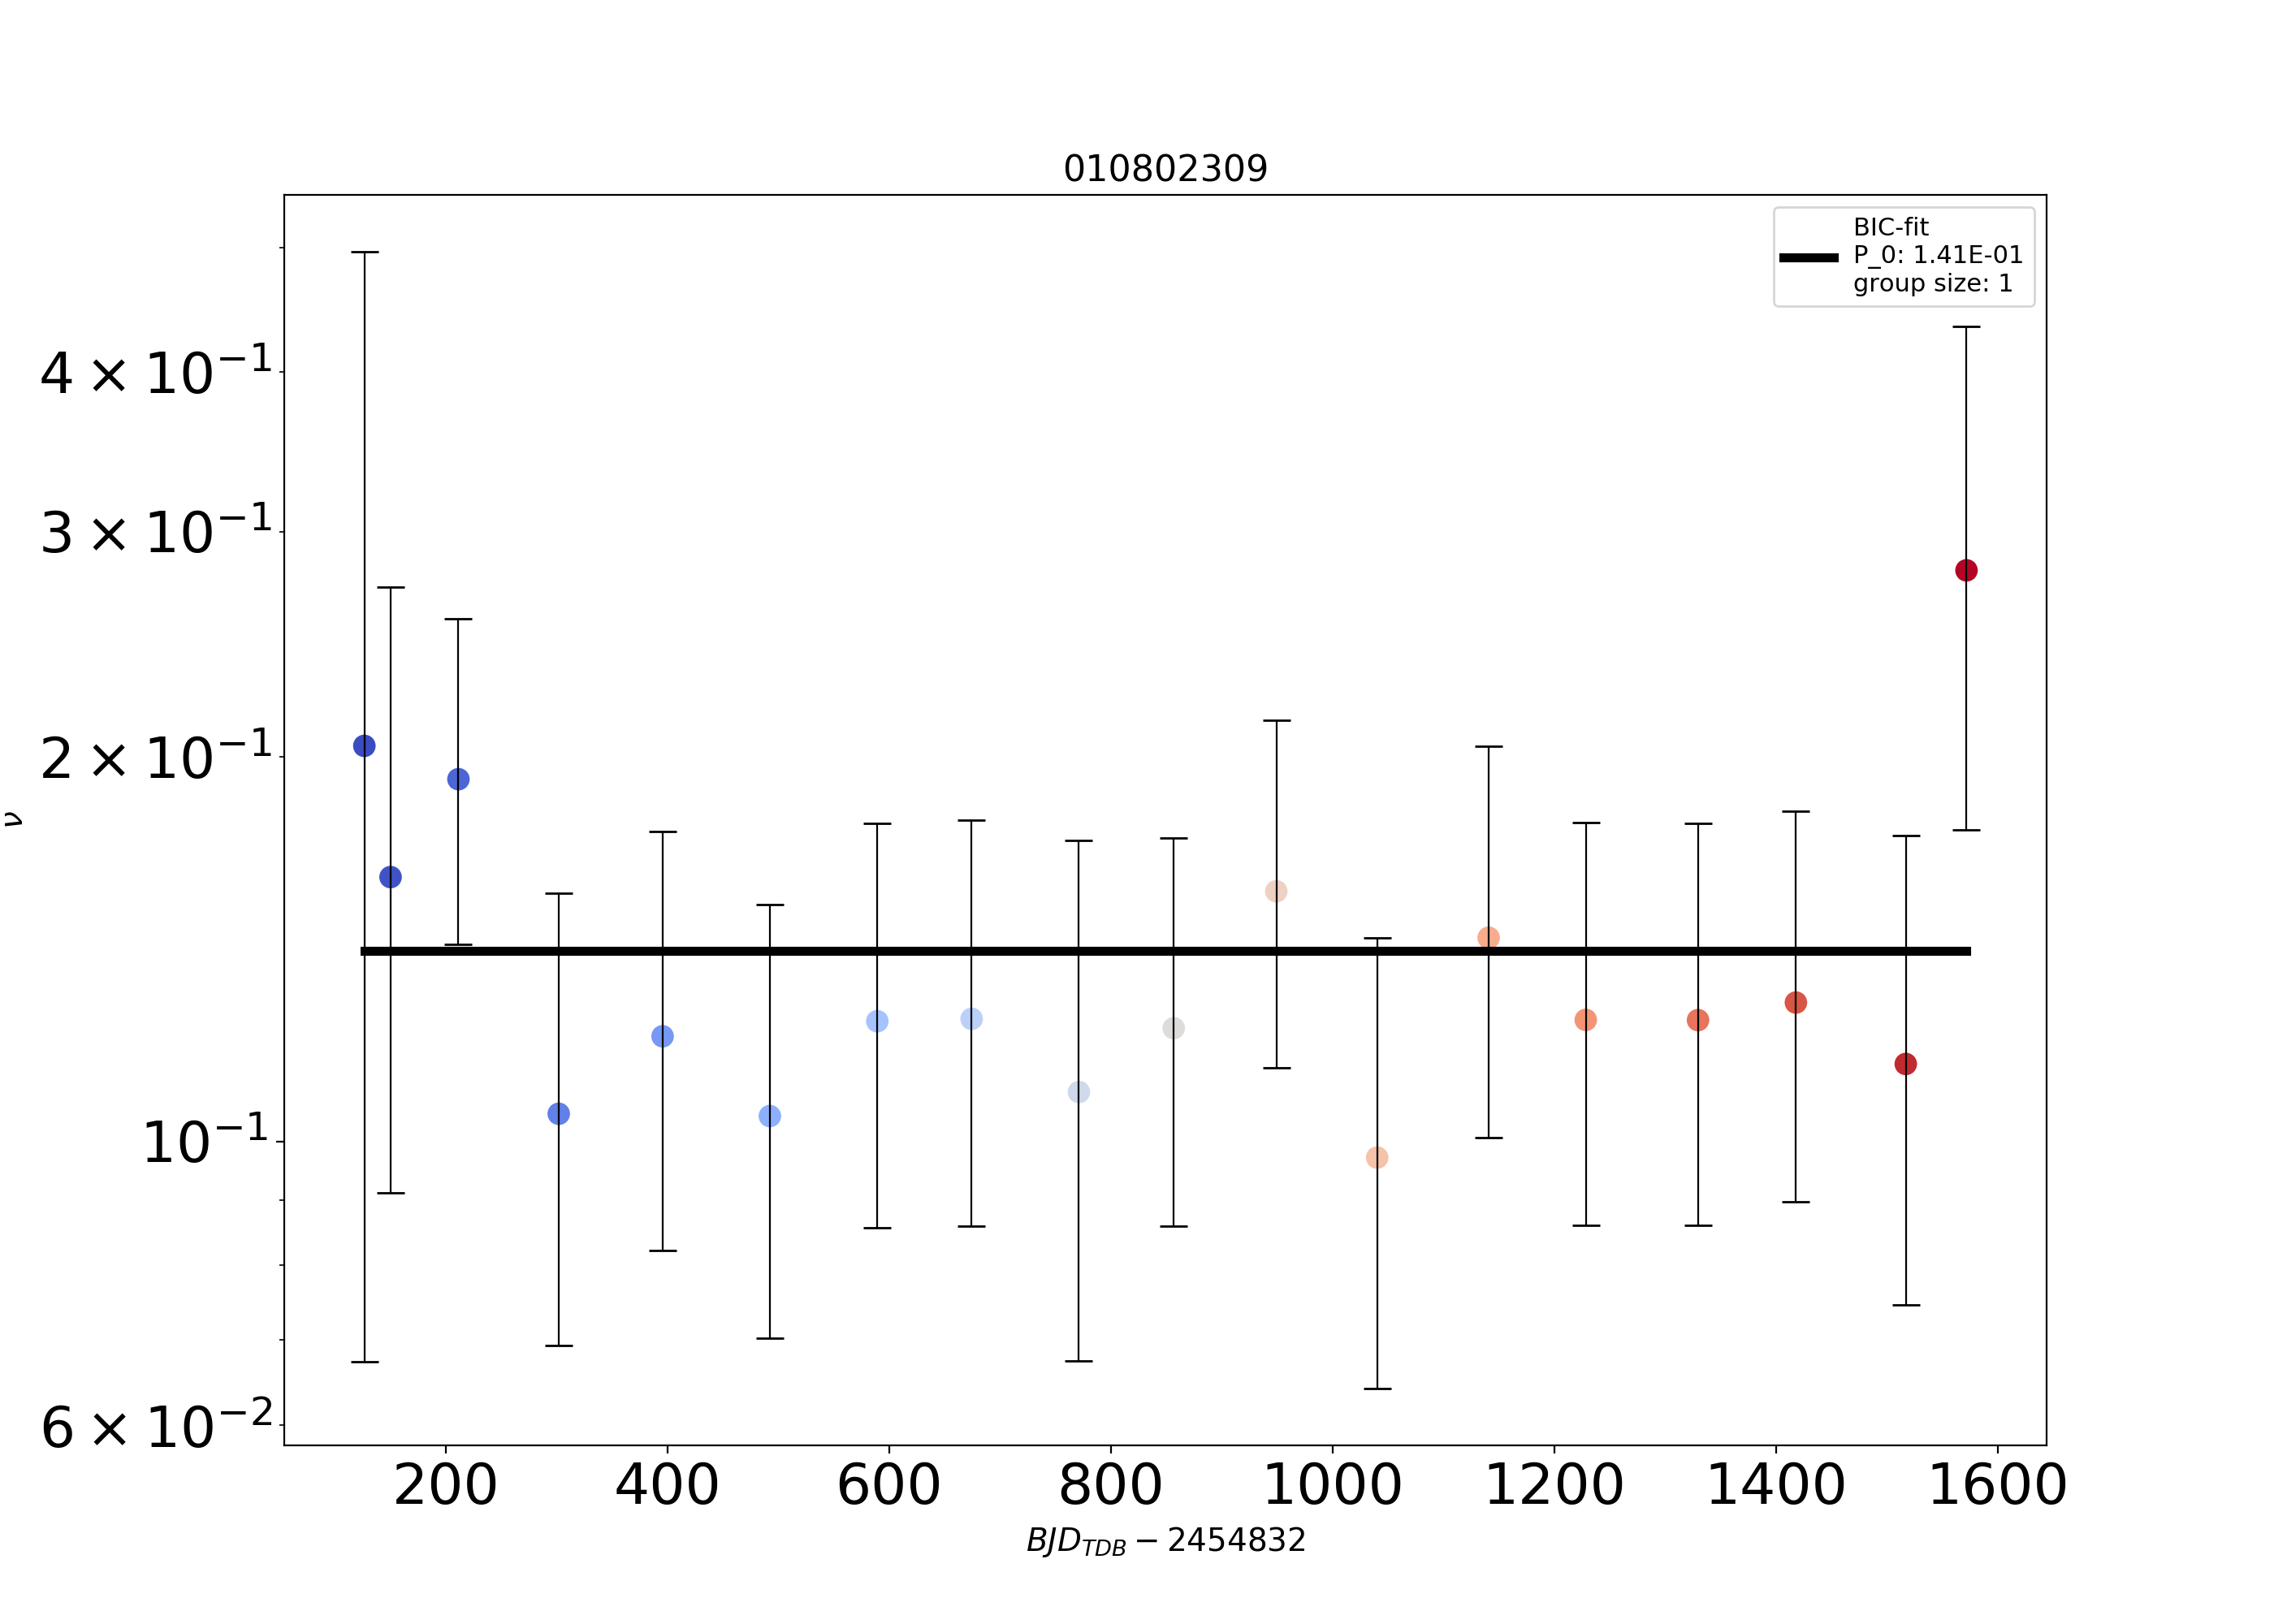 010802309
BIC-fit
P_0: 1.41E-01
group size: 1
4 × 10⁻¹
3 × 10⁻¹
2 × 10⁻¹
10⁻¹
6 × 10⁻²
ν
200 400 600 800 1000 1200 1400 1600
BJD_TDB − 2454832